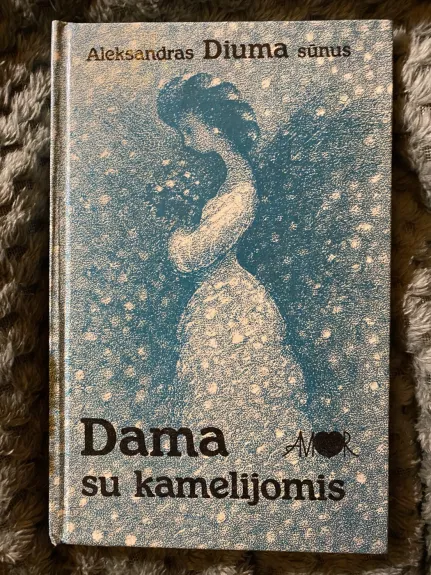 Aleksandras Diuma sūnus
Dama
AMOR
su kamelijomis